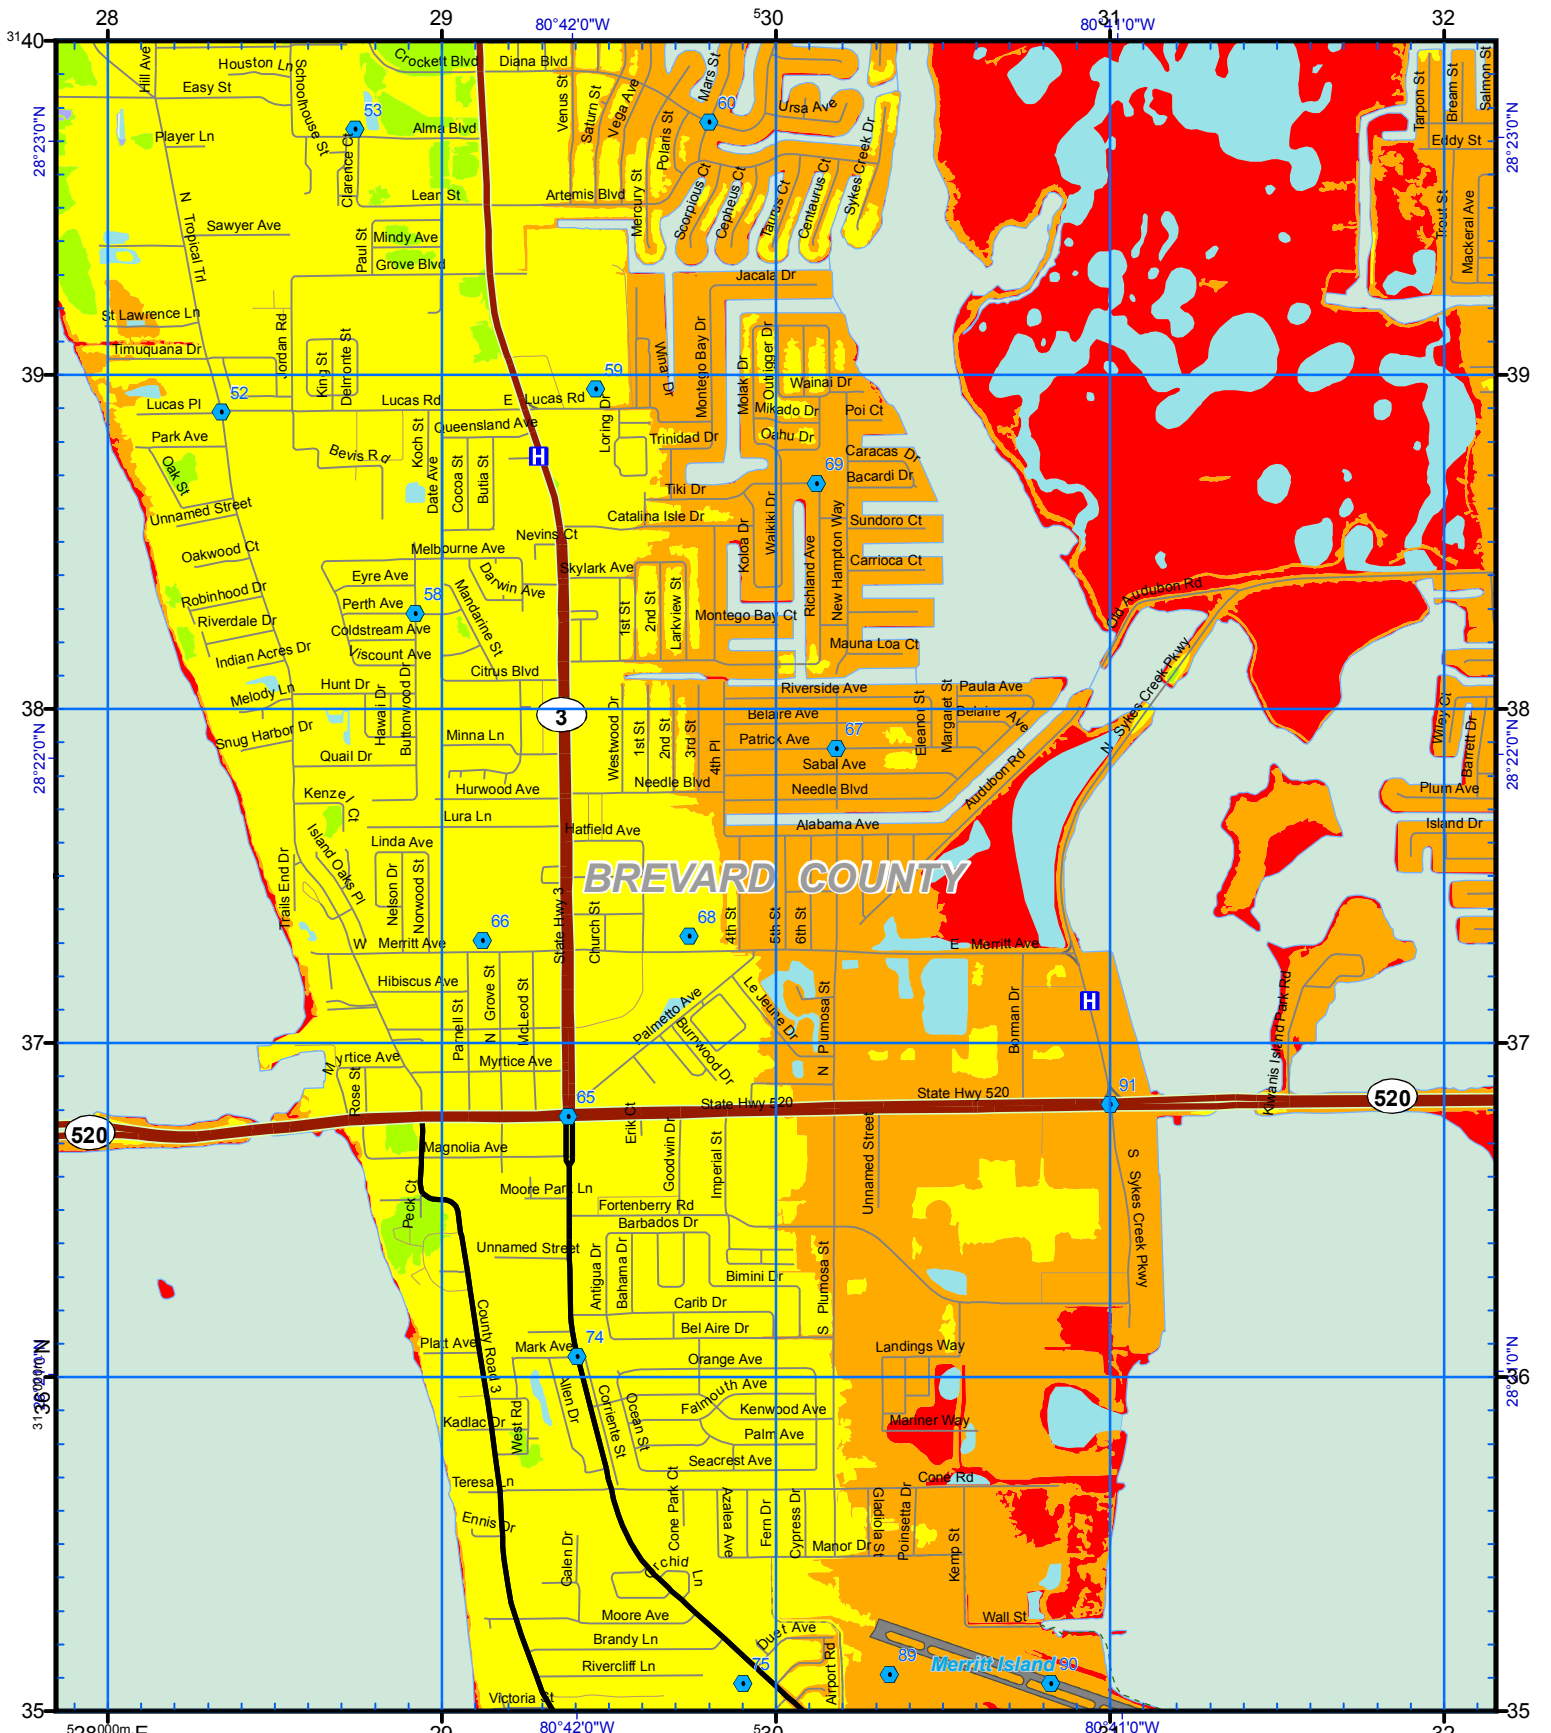 28
29
⁵30
31
32
80°42'0"W
80°41'0"W
³¹40
39
38
37
35
28°23'0"N
28°22'0"N
40
39
38
37
36
35
28°23'0"N
28°22'0"N
28°21'0"N
Hill Ave
Houston Ln
Schoolhouse St
Crockett Blvd
Diana Blvd
Easy St
Player Ln
53
Clarence Ct
Alma Blvd
Venus St
Saturn St
Vega Ave
Polaris St
Mars St
60
Ursa Ave
Tarpon St
Bream St
Salmon St
Eddy St
N Tropical Trl
Lean St
Artemis Blvd
Mercury St
Scorpius Ct
Cepheus Ct
Taurus Ct
Centaurus Ct
Sykes Creek Dr
Trout St
Mackeral Ave
Sawyer Ave
Paul St
Mindy Ave
Grove Blvd
Jacala Dr
St Lawrence Ln
Timuquana Dr
Jordan Rd
King St
Delmonte St
Montego Bay Dr
Molak Dr
Outrigger Dr
Wainai Dr
59
52
Lucas Pl
Lucas Rd
E Lucas Rd
Loring Dr
Mikado Dr
Poi Ct
Park Ave
Queensland Ave
Koch St
Trinidad Dr
Oahu Dr
Oak St
Bevis Rd
Date Ave
Cocoa St
Butia St
H
Caracas Dr
69
Bacardi Dr
Tiki Dr
Unnamed Street
Catalina Isle Dr
Koloa Dr
Waikiki Dr
Richland Ave
New Hampton Way
Sundoro Ct
Nevins Ct
Oakwood Ct
Melbourne Ave
Skylark Ave
Carrioca Ct
Eyre Ave
Darwin Ave
Robinhood Dr
Perth Ave
58
Mandarine St
1st St
2nd St
Larkview St
Old Audubon Rd
Riverdale Dr
Coldstream Ave
Montego Bay Ct
Indian Acres Dr
Viscount Ave
Mauna Loa Ct
Citrus Blvd
N Sykes Creek Pkwy
Melody Ln
Hunt Dr
Hawaii Dr
Buttonwood Dr
Riverside Ave
Paula Ave
3
Westwood Dr
1st St
2nd St
3rd St
4th Pl
Belaire Ave
Eleanor St
Margaret St
Belaire Ave
Wiley Ct
Barrett Dr
Snug Harbor Dr
Minna Ln
Patrick Ave
67
Quail Dr
Sabal Ave
Audubon Rd
Kenzel Ct
Hurwood Ave
Needle Blvd
Needle Blvd
Plum Ave
Lura Ln
Hatfield Ave
Alabama Ave
Island Dr
Island Oaks Pl
Linda Ave
BREVARD COUNTY
Trails End Dr
Nelson Dr
Norwood St
66
State Hwy 3
Church St
68
4th St
5th St
6th St
W Merritt Ave
E Merritt Ave
Hibiscus Ave
Parnell St
N Grove St
McLeod St
Palmetto Ave
Burnwood Dr
Le Jeune Dr
N Plumosa St
Borman Dr
H
Kiwanis Island Park Rd
Myrtice Ave
Rose St
Myrtice Ave
65
State Hwy 520
State Hwy 520
91
520
520
Erik Ct
Goodwin Dr
Imperial St
Unnamed Street
S Sykes Creek Pkwy
Magnolia Ave
Peck Ct
Moore Park Ln
Fortenberry Rd
Barbados Dr
Unnamed Street
Antigua Dr
Bahama Dr
Bimini Dr
S Plumosa St
County Road 3
Carib Dr
Bel Aire Dr
Platt Ave
Mark Ave
74
Orange Ave
Landings Way
Allen Dr
Corriente St
Ocean St
Falmouth Ave
Kenwood Ave
Mariner Way
Kadlac Dr
West Rd
Palm Ave
Seacrest Ave
Teresa Ln
Cone Rd
Ennis Dr
Cone Park Ct
Azalea Ave
Fern Dr
Cypress Dr
Manor Dr
Gladiola St
Poinsetta Dr
Kemp St
Galen Dr
Orchid Ln
Moore Ave
Wall St
Brandy Ln
Duet Ave
Airport Rd
89
Merritt Island
90
Rivercliff Ln
75
Victoria St
⁵28⁰⁰⁰ᵐ E
29
80°42'0"W
⁵30
80°41'0"W
32